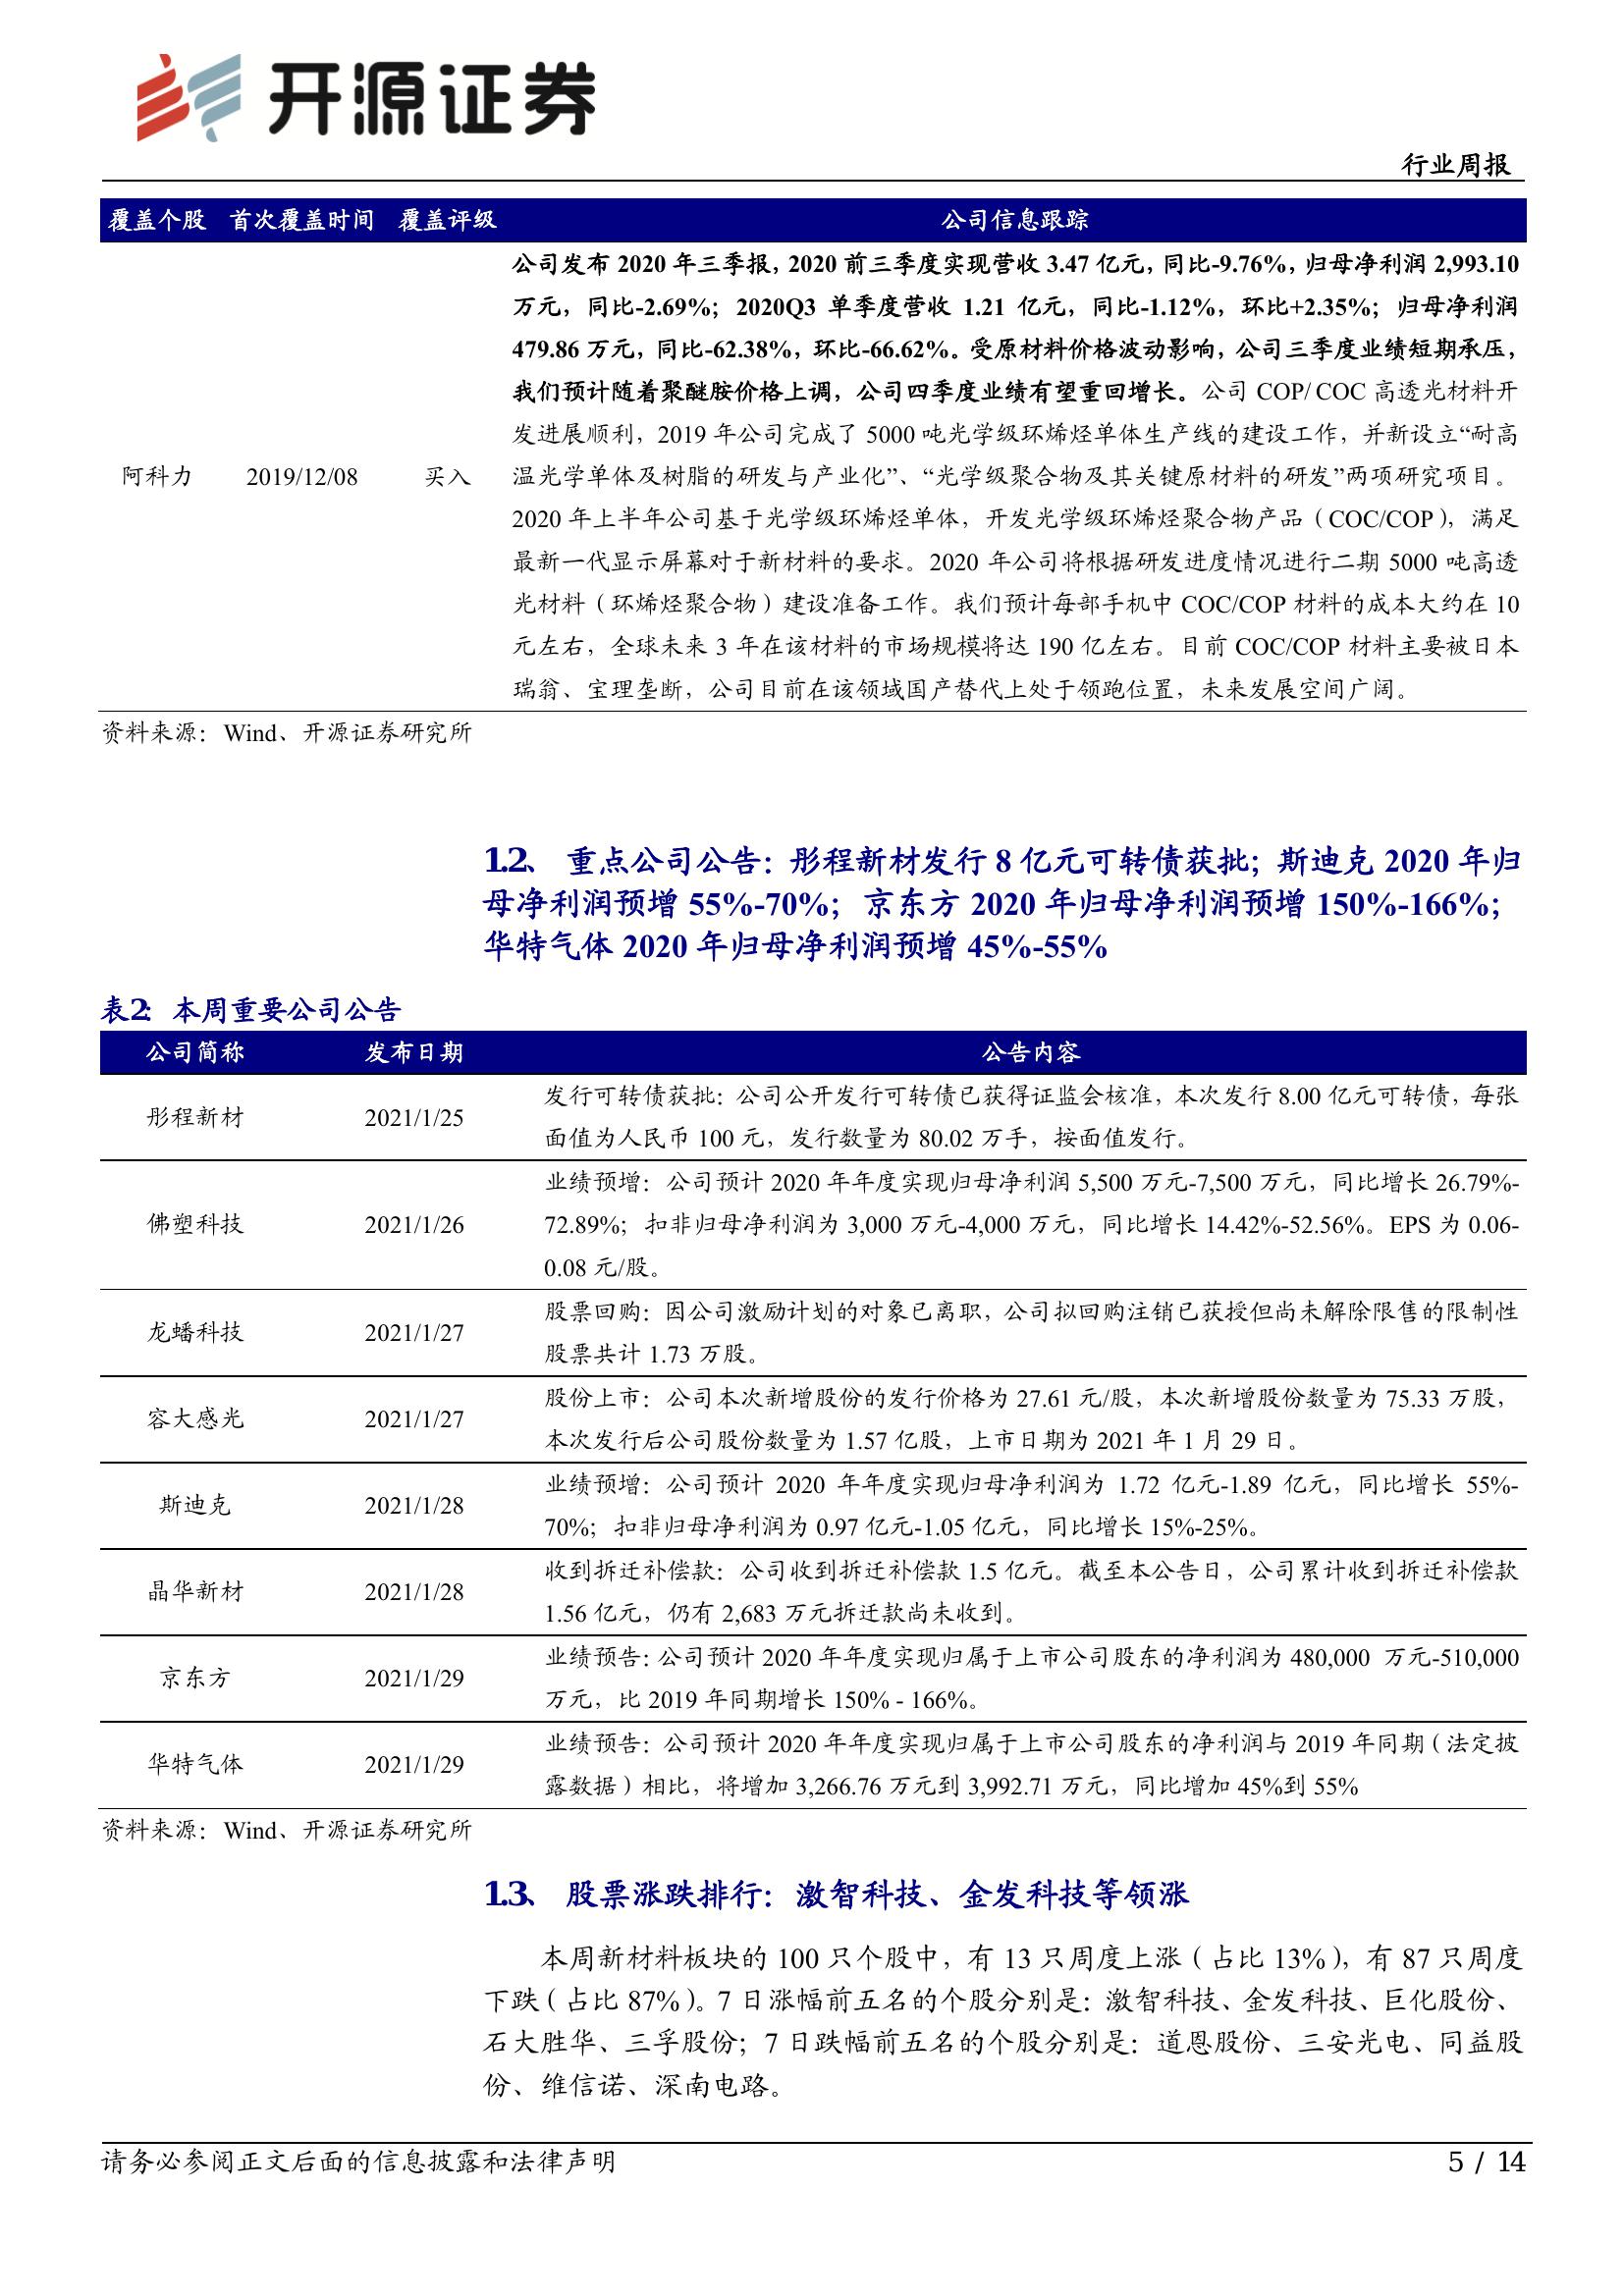 开源证券
行业周报
覆盖个股 首次覆盖时间 覆盖评级 公司信息跟踪
公司发布 2020 年三季报，2020 前三季度实现营收 3.47 亿元，同比-9.76%，归母净利润 2,993.10
万元，同比-2.69%；2020Q3 单季度营收 1.21 亿元，同比-1.12%，环比+2.35%；归母净利润
479.86 万元，同比-62.38%，环比-66.62%。受原材料价格波动影响，公司三季度业绩短期承压，
我们预计随着聚醚胺价格上调，公司四季度业绩有望重回增长。公司 COP/ COC 高透光材料开
发进展顺利，2019 年公司完成了 5000 吨光学级环烯烃单体生产线的建设工作，并新设立“耐高
阿科力 2019/12/08 买入 温光学单体及树脂的研发与产业化”、“光学级聚合物及其关键原材料的研发”两项研究项目。
2020 年上半年公司基于光学级环烯烃单体，开发光学级环烯烃聚合物产品（COC/COP），满足
最新一代显示屏幕对于新材料的要求。2020 年公司将根据研发进度情况进行二期 5000 吨高透
光材料（环烯烃聚合物）建设准备工作。我们预计每部手机中 COC/COP 材料的成本大约在 10
元左右，全球未来 3 年在该材料的市场规模将达 190 亿左右。目前 COC/COP 材料主要被日本
瑞翁、宝理垄断，公司目前在该领域国产替代上处于领跑位置，未来发展空间广阔。
资料来源：Wind、开源证券研究所
1.2、 重点公司公告：彤程新材发行 8 亿元可转债获批；斯迪克 2020 年归
母净利润预增 55%-70%；京东方 2020 年归母净利润预增 150%-166%；
华特气体 2020 年归母净利润预增 45%-55%
表2： 本周重要公司公告
公司简称 发布日期 公告内容
彤程新材 2021/1/25 发行可转债获批：公司公开发行可转债已获得证监会核准，本次发行 8.00 亿元可转债，每张
面值为人民币 100 元，发行数量为 80.02 万手，按面值发行。
业绩预增：公司预计 2020 年年度实现归母净利润 5,500 万元-7,500 万元，同比增长 26.79%-
佛塑科技 2021/1/26 72.89%；扣非归母净利润为 3,000 万元-4,000 万元，同比增长 14.42%-52.56%。EPS 为 0.06-
0.08 元/股。
龙蟠科技 2021/1/27 股票回购：因公司激励计划的对象已离职，公司拟回购注销已获授但尚未解除限售的限制性
股票共计 1.73 万股。
容大感光 2021/1/27 股份上市：公司本次新增股份的发行价格为 27.61 元/股，本次新增股份数量为 75.33 万股，
本次发行后公司股份数量为 1.57 亿股，上市日期为 2021 年 1 月 29 日。
斯迪克 2021/1/28 业绩预增：公司预计 2020 年年度实现归母净利润为 1.72 亿元-1.89 亿元，同比增长 55%-
70%；扣非归母净利润为 0.97 亿元-1.05 亿元，同比增长 15%-25%。
晶华新材 2021/1/28 收到拆迁补偿款：公司收到拆迁补偿款 1.5 亿元。截至本公告日，公司累计收到拆迁补偿款
1.56 亿元，仍有 2,683 万元拆迁款尚未收到。
京东方 2021/1/29 业绩预告：公司预计 2020 年年度实现归属于上市公司股东的净利润为 480,000 万元-510,000
万元，比 2019 年同期增长 150% - 166%。
华特气体 2021/1/29 业绩预告：公司预计 2020 年年度实现归属于上市公司股东的净利润与 2019 年同期（法定披
露数据）相比，将增加 3,266.76 万元到 3,992.71 万元，同比增加 45%到 55%
资料来源：Wind、开源证券研究所
1.3、 股票涨跌排行：激智科技、金发科技等领涨
本周新材料板块的 100 只个股中，有 13 只周度上涨（占比 13%），有 87 只周度
下跌（占比 87%）。7 日涨幅前五名的个股分别是：激智科技、金发科技、巨化股份、
石大胜华、三孚股份；7 日跌幅前五名的个股分别是：道恩股份、三安光电、同益股
份、维信诺、深南电路。
请务必参阅正文后面的信息披露和法律声明 5 / 14